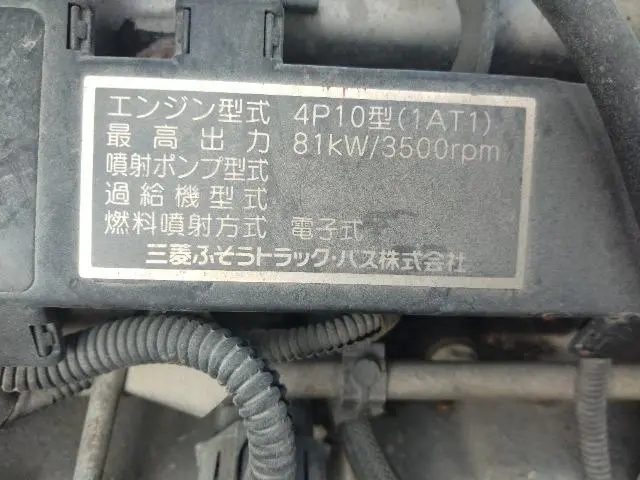 エンジン型式 4P10型(1AT1)
最高出力 81kW/3500rpm
噴射ポンプ型式
過給機型式
燃料噴射方式 電子式
三菱ふそうトラック・バス株式会社